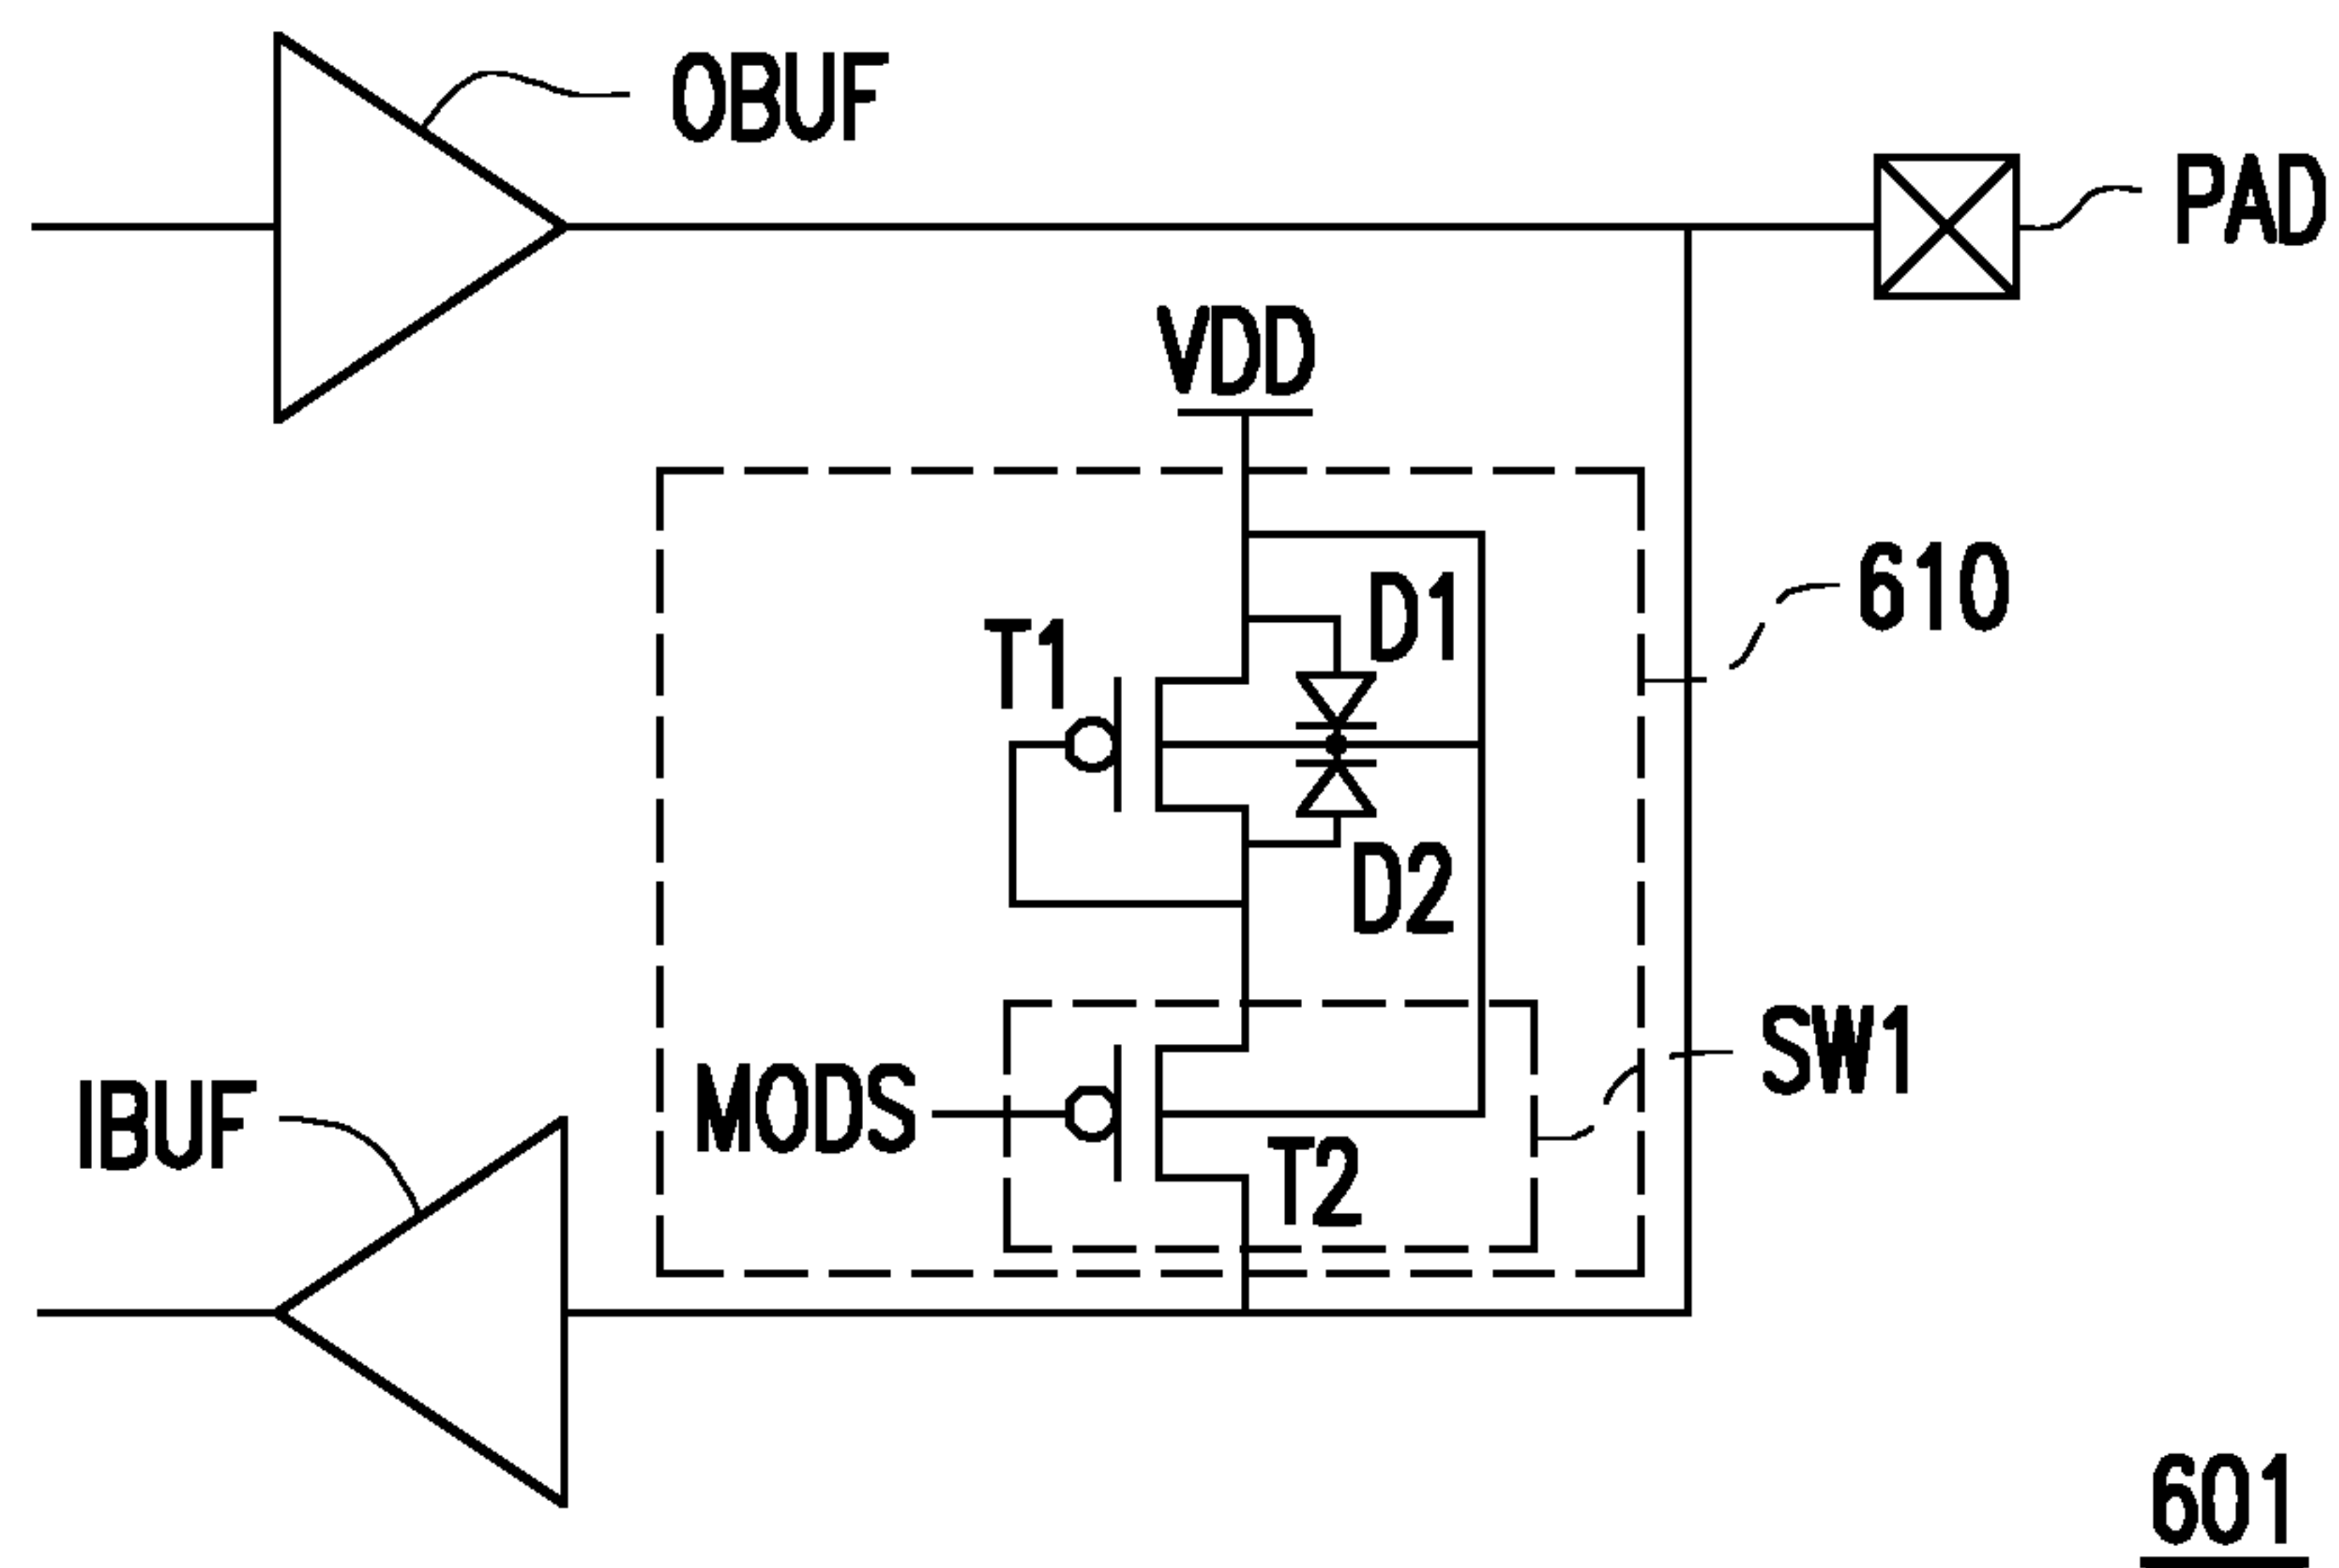 OBUF
PAD
VDD
610
D1
T1
D2
SW1
MODS
IBUF
T2
601